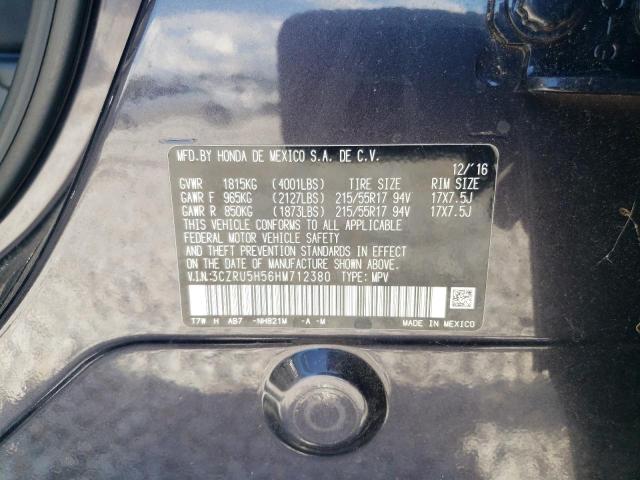 MFD.BY HONDA DE MEXICO S.A. DE C.V.
12/'16
GVWR 1815KG (4001LBS) TIRE SIZE RIM SIZE
GAWR F 965KG (2127LBS) 215/55R17 94V 17X7.5J
GAWR R 850KG (1873LBS) 215/55R17 94V 17X7.5J
THIS VEHICLE CONFORMS TO ALL APPLICABLE
FEDERAL MOTOR VEHICLE SAFETY
AND THEFT PREVENTION STANDARDS IN EFFECT
ON THE DATE OF MANUFACTURE SHOWN ABOVE.
V.I.N.:3CZRU5H56HM712380 TYPE: MPV
T7W H AB7 -NH821M -A -M MADE IN MEXICO